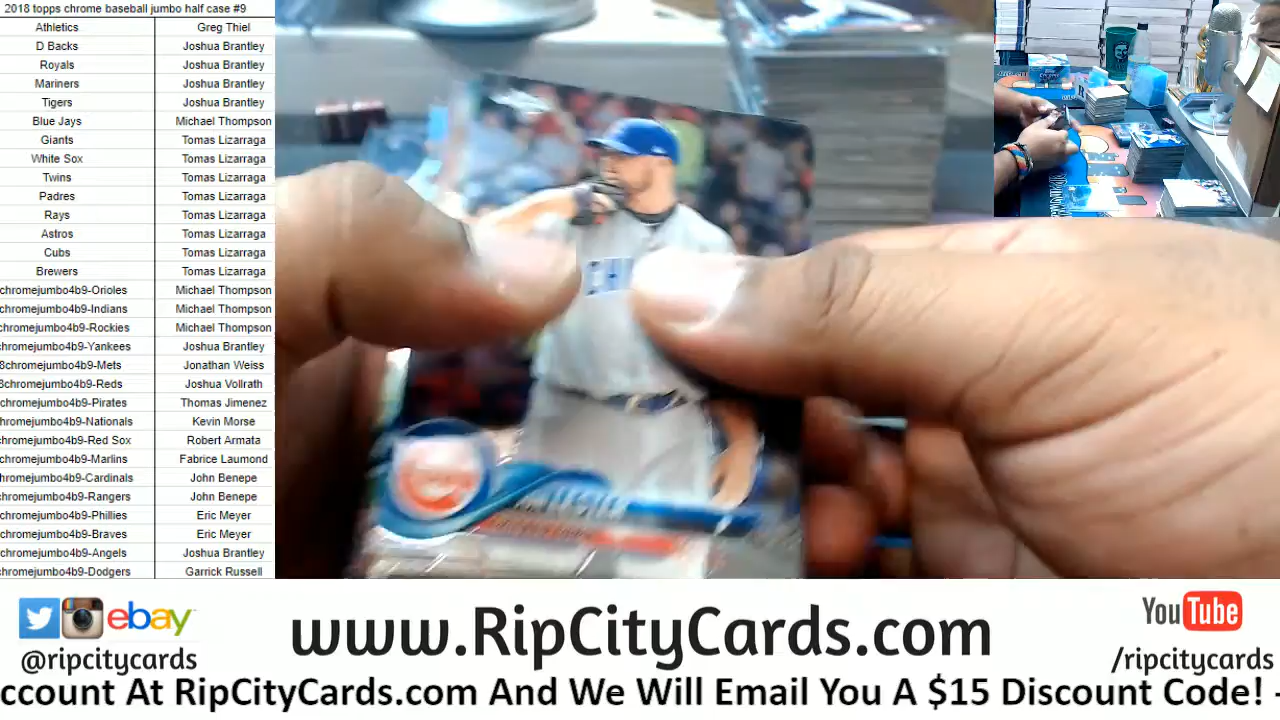 2018 topps chrome baseball jumbo half case #9
Athletics Greg Thiel
D Backs Joshua Brantley
Royals Joshua Brantley
Mariners Joshua Brantley
Tigers Joshua Brantley
Blue Jays Michael Thompson
Giants Tomas Lizarraga
White Sox Tomas Lizarraga
Twins Tomas Lizarraga
Padres Tomas Lizarraga
Rays Tomas Lizarraga
Astros Tomas Lizarraga
Cubs Tomas Lizarraga
Brewers Tomas Lizarraga
chromejumbo4b9-Orioles Michael Thompson
chromejumbo4b9-Indians Michael Thompson
chromejumbo4b9-Rockies Michael Thompson
chromejumbo4b9-Yankees Joshua Brantley
8chromejumbo4b9-Mets Jonathan Weiss
8chromejumbo4b9-Reds Joshua Vollrath
chromejumbo4b9-Pirates Thomas Jimenez
hromejumbo4b9-Nationals Kevin Morse
chromejumbo4b9-Red Sox Robert Armata
chromejumbo4b9-Marlins Fabrice Laumond
hromejumbo4b9-Cardinals John Benepe
chromejumbo4b9-Rangers John Benepe
chromejumbo4b9-Phillies Eric Meyer
chromejumbo4b9-Braves Eric Meyer
chromejumbo4b9-Angels Joshua Brantley
chromejumbo4b9-Dodgers Garrick Russell
CHI
ebay
@ripcitycards
www.RipCityCards.com
YouTube
/ripcitycards
ccount At RipCityCards.com And We Will Email You A $15 Discount Code! -